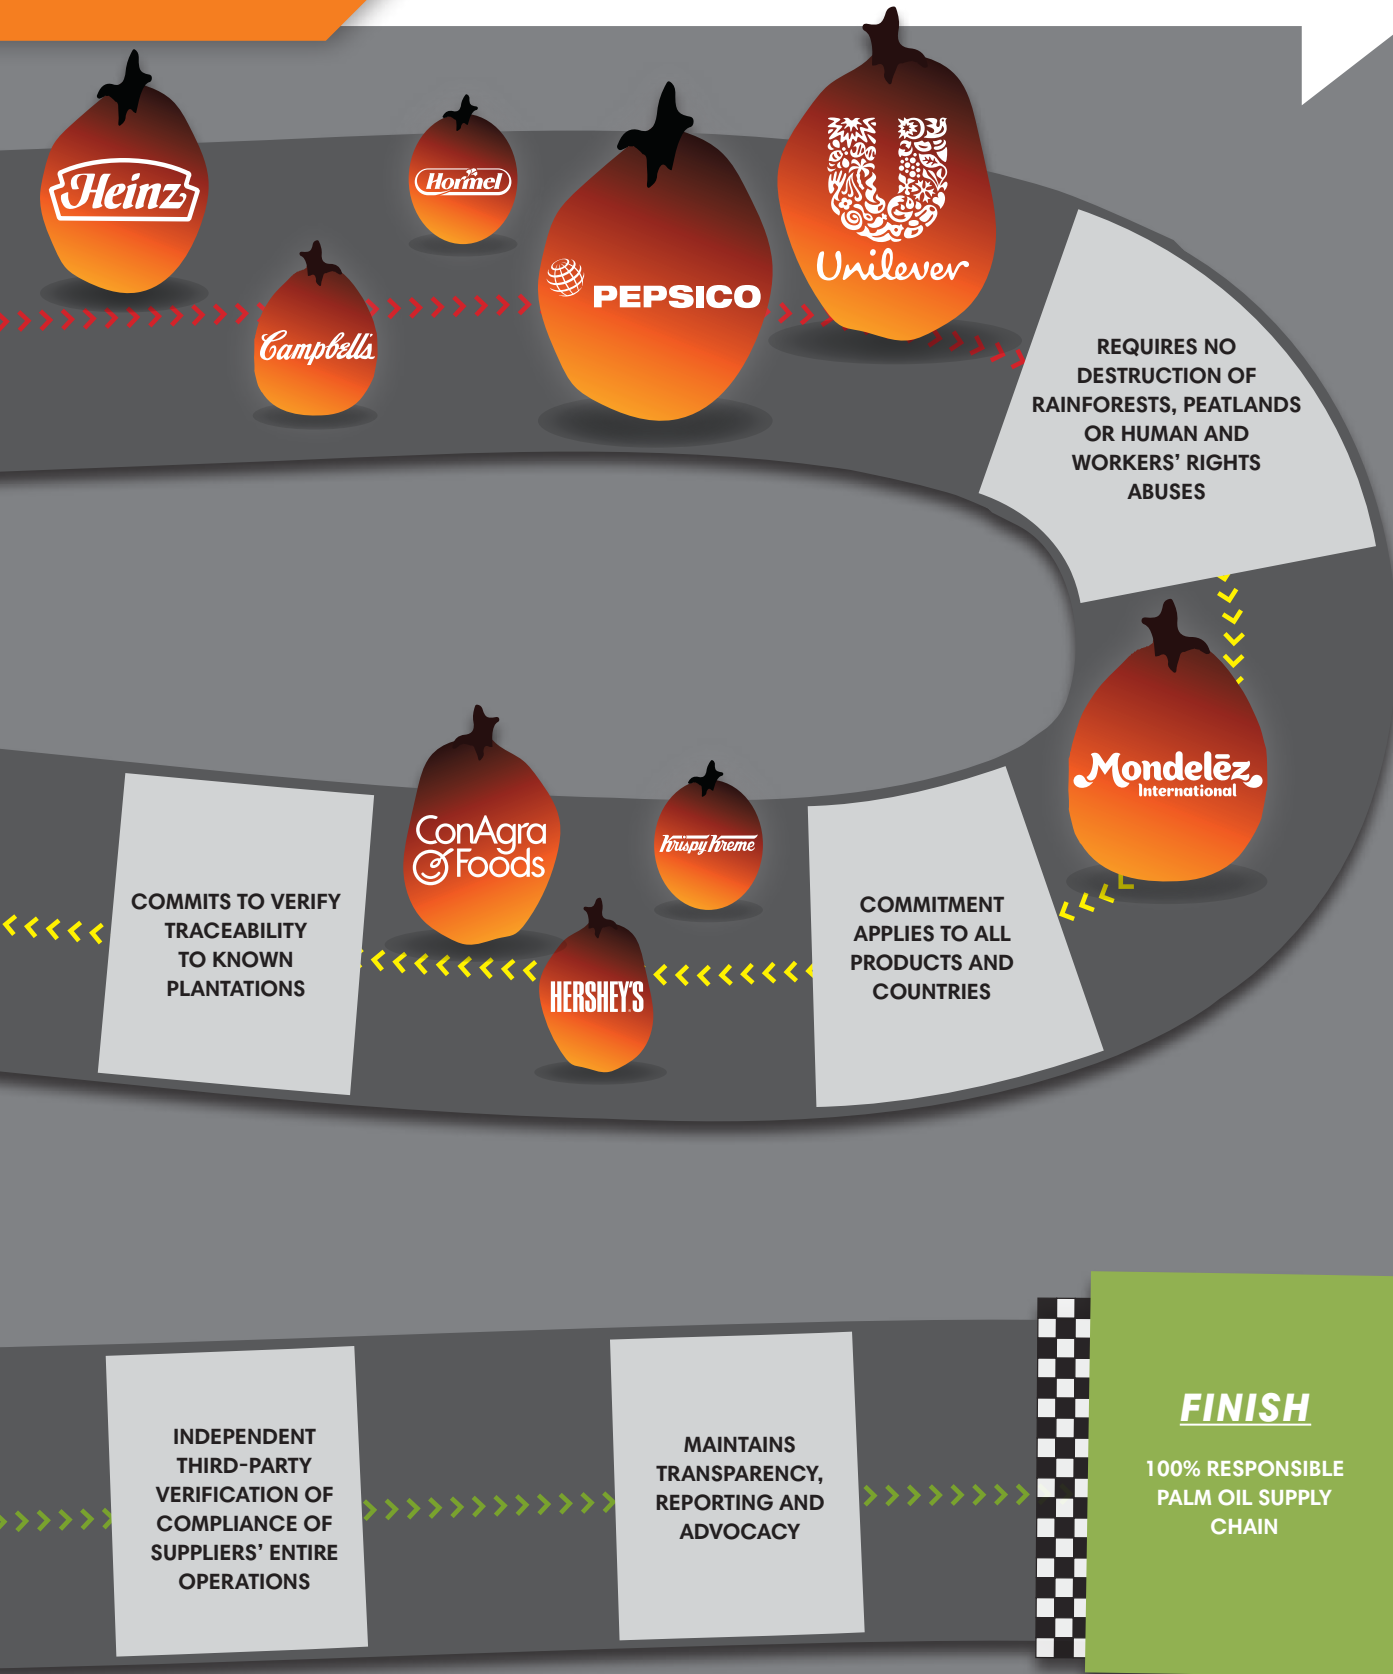 Heinz
Hormel
Campbell's
PEPSICO
Unilever
REQUIRES NO
DESTRUCTION OF
RAINFORESTS, PEATLANDS
OR HUMAN AND
WORKERS' RIGHTS
ABUSES
Mondelēz
International
COMMITMENT
APPLIES TO ALL
PRODUCTS AND
COUNTRIES
Krispy Kreme
HERSHEY'S
ConAgra
Foods
COMMITS TO VERIFY
TRACEABILITY
TO KNOWN
PLANTATIONS
INDEPENDENT
THIRD-PARTY
VERIFICATION OF
COMPLIANCE OF
SUPPLIERS' ENTIRE
OPERATIONS
MAINTAINS
TRANSPARENCY,
REPORTING AND
ADVOCACY
FINISH
100% RESPONSIBLE
PALM OIL SUPPLY
CHAIN